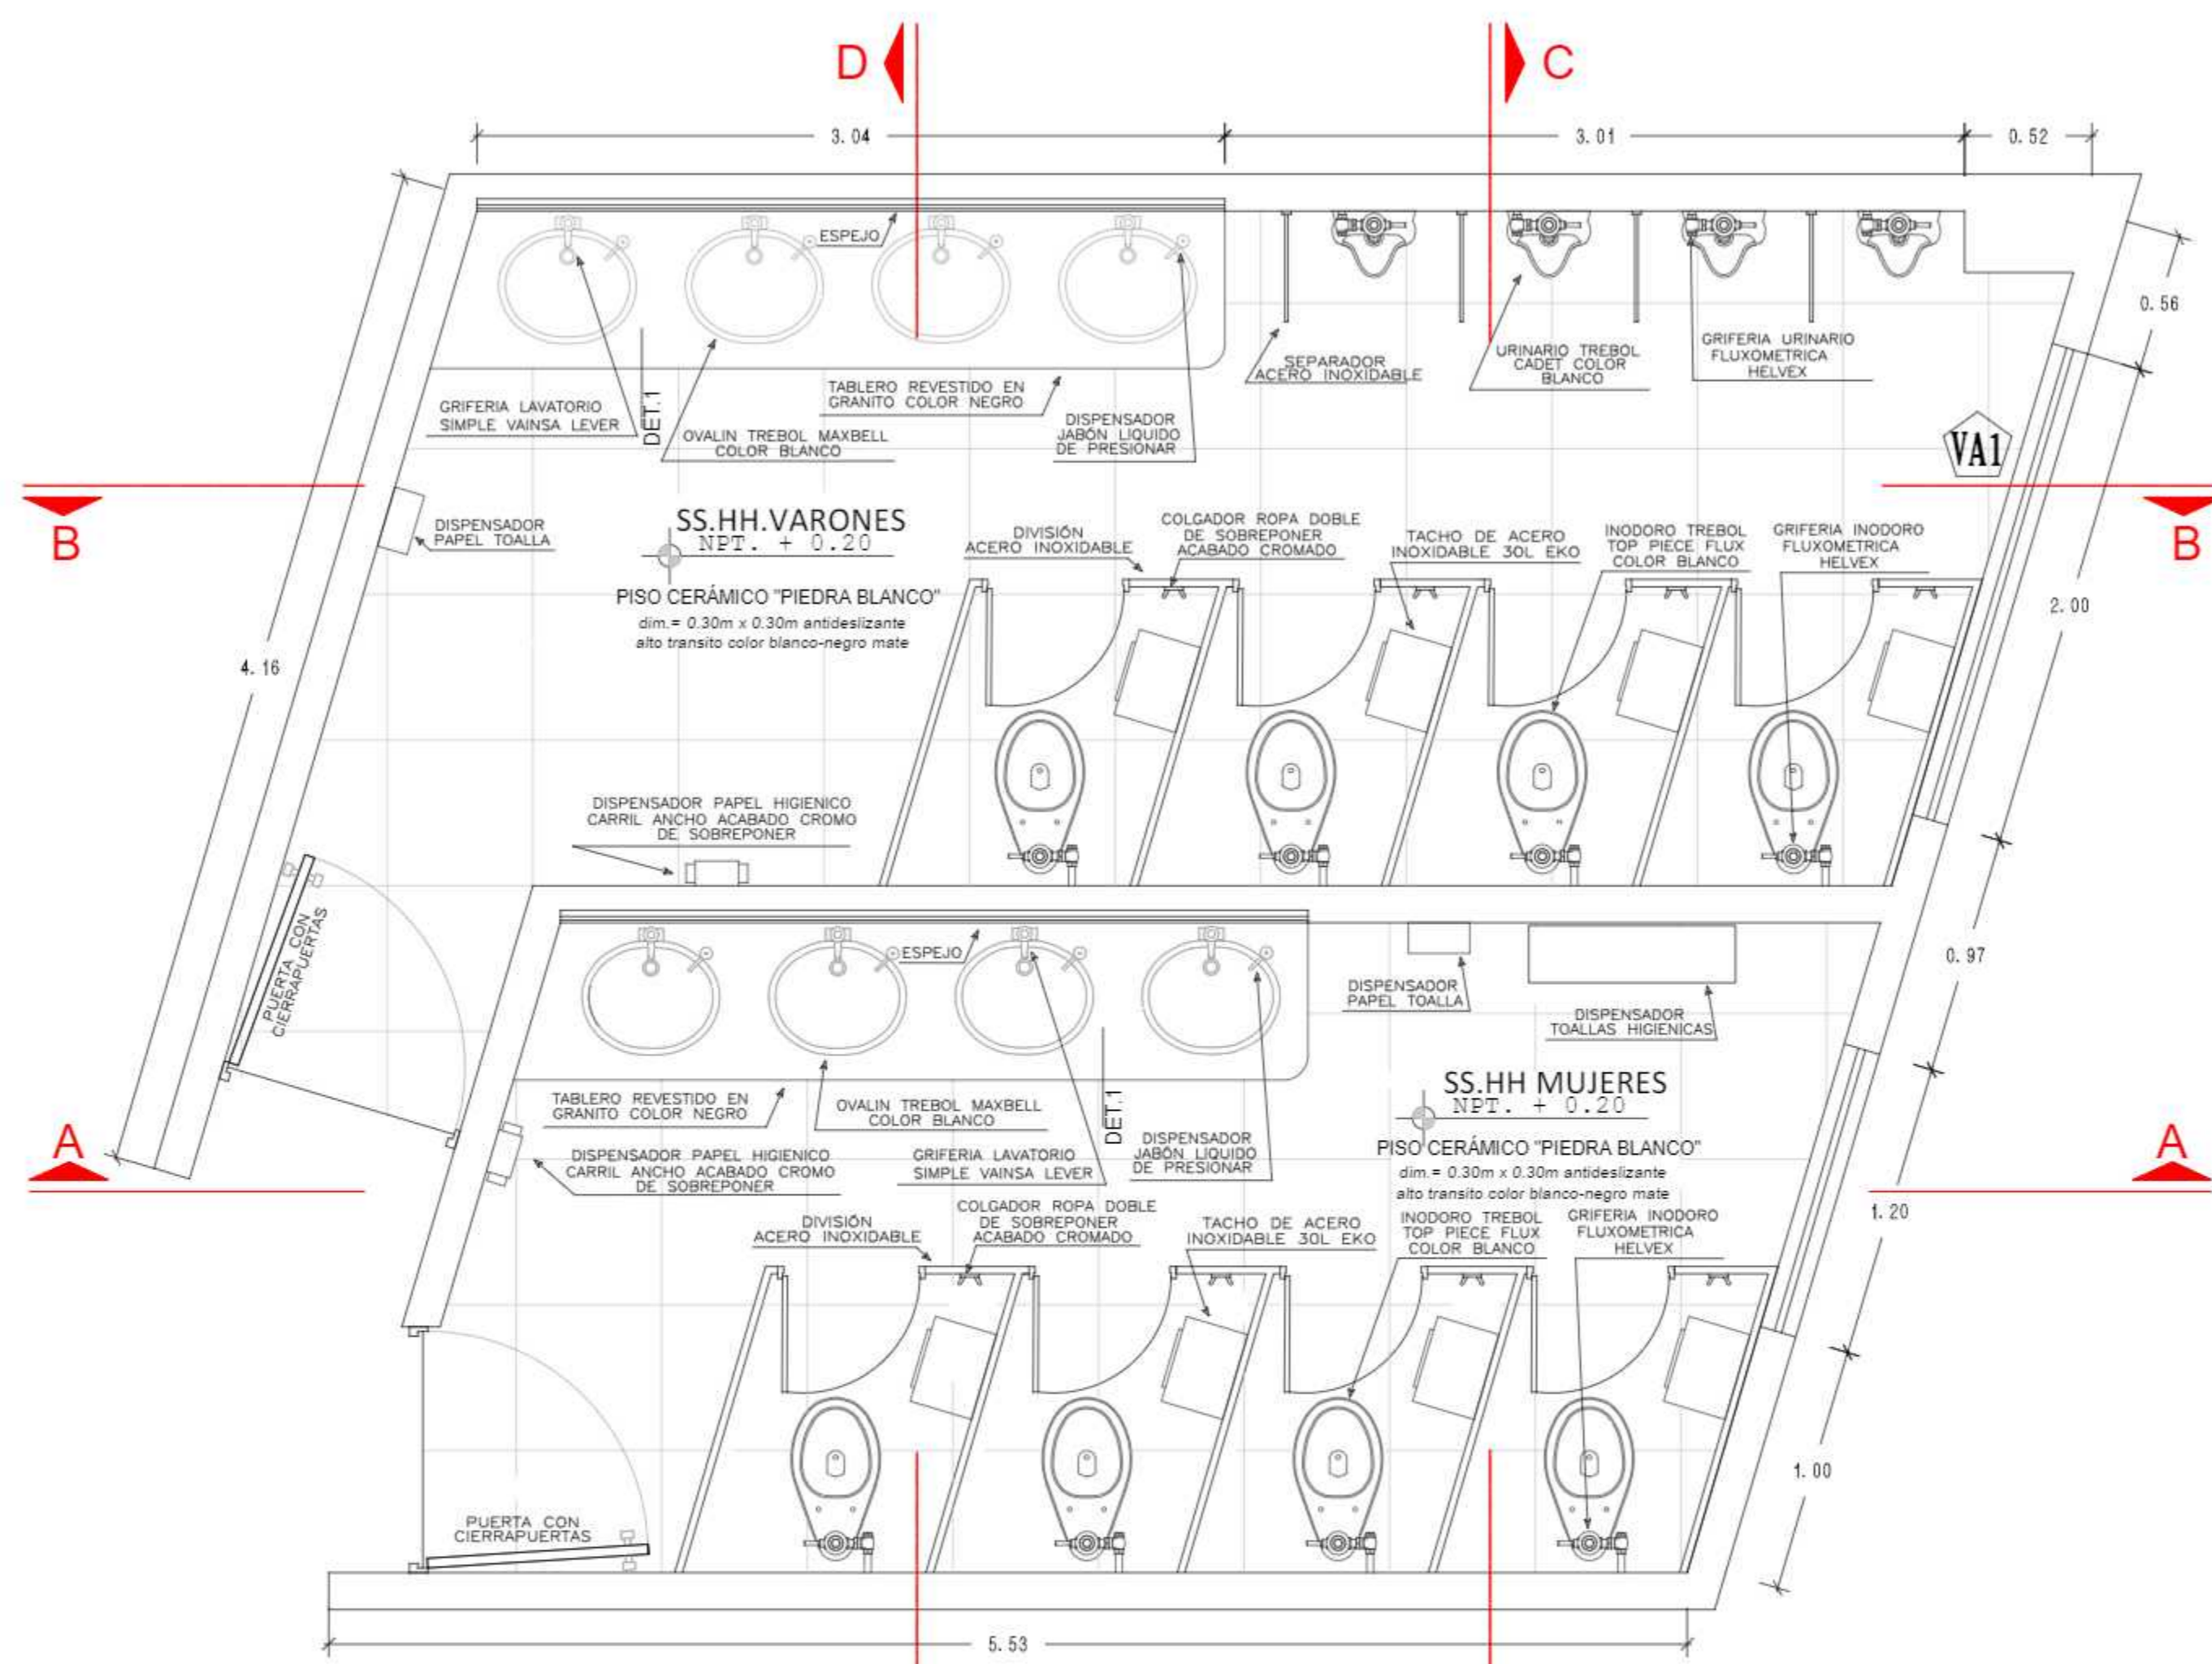 D
C
3.04
3.01
0.52
ESPEJO
0.56
SEPARADOR
ACERO INOXIDABLE
URINARIO TREBOL
CADET COLOR
BLANCO
GRIFERIA URINARIO
FLUXOMETRICA
HELVEX
GRIFERIA LAVATORIO
SIMPLE VAINSA LEVER
DET.1
OVALIN TREBOL MAXBELL
COLOR BLANCO
TABLERO REVESTIDO EN
GRANITO COLOR NEGRO
DISPENSADOR
JABÓN LIQUIDO
DE PRESIONAR
VA1
B
B
DISPENSADOR
PAPEL TOALLA
SS.HH.VARONES
NPT. + 0.20
PISO CERÁMICO "PIEDRA BLANCO"
dim.= 0.30m x 0.30m antideslizante
alto transito color blanco-negro mate
DIVISIÓN
ACERO INOXIDABLE
COLGADOR ROPA DOBLE
DE SOBREPONER
ACABADO CROMADO
TACHO DE ACERO
INOXIDABLE 30L EKO
INODORO TREBOL
TOP PIECE FLUX
COLOR BLANCO
GRIFERIA INODORO
FLUXOMETRICA
HELVEX
2.00
4.16
DISPENSADOR PAPEL HIGIENICO
CARRIL ANCHO ACABADO CROMO
DE SOBREPONER
PUERTA CON
CIERRAPUERTAS
ESPEJO
0.97
DISPENSADOR
PAPEL TOALLA
DISPENSADOR
TOALLAS HIGIENICAS
SS.HH MUJERES
NPT. + 0.20
PISO CERÁMICO "PIEDRA BLANCO"
dim.= 0.30m x 0.30m antideslizante
alto transito color blanco-negro mate
TABLERO REVESTIDO EN
GRANITO COLOR NEGRO
OVALIN TREBOL MAXBELL
COLOR BLANCO
DET.1
DISPENSADOR
JABÓN LIQUIDO
DE PRESIONAR
A
A
DISPENSADOR PAPEL HIGIENICO
CARRIL ANCHO ACABADO CROMO
DE SOBREPONER
GRIFERIA LAVATORIO
SIMPLE VAINSA LEVER
DIVISIÓN
ACERO INOXIDABLE
COLGADOR ROPA DOBLE
DE SOBREPONER
ACABADO CROMADO
TACHO DE ACERO
INOXIDABLE 30L EKO
INODORO TREBOL
TOP PIECE FLUX
COLOR BLANCO
GRIFERIA INODORO
FLUXOMETRICA
HELVEX
1.20
1.00
PUERTA CON
CIERRAPUERTAS
5.53